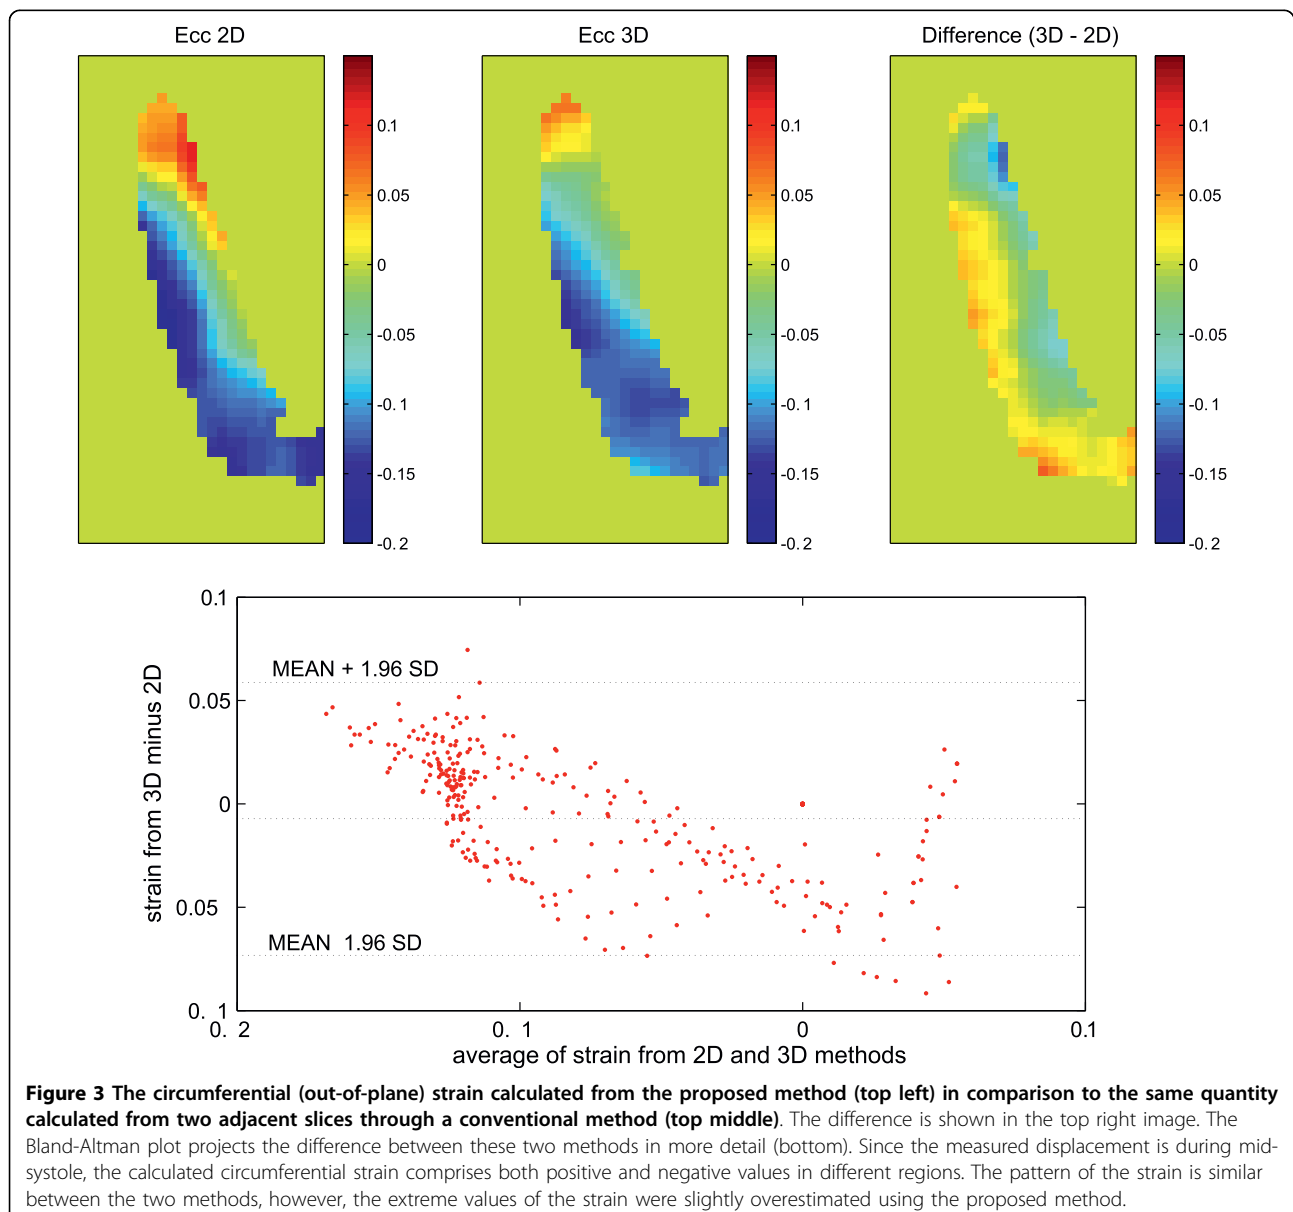 Ecc 2D
Ecc 3D
Difference (3D - 2D)
0.1
0.05
0
-0.05
-0.1
-0.15
-0.2
0.1
0.05
0
-0.05
-0.1
-0.15
-0.2
0.1
0.05
0
-0.05
-0.1
-0.15
-0.2
strain from 3D minus 2D
0.1
0.05
0
0.05
0. 1
MEAN + 1.96 SD
MEAN 1.96 SD
0. 2
0. 1
0
0.1
average of strain from 2D and 3D methods
Figure 3 The circumferential (out-of-plane) strain calculated from the proposed method (top left) in comparison to the same quantity
calculated from two adjacent slices through a conventional method (top middle). The difference is shown in the top right image. The
Bland-Altman plot projects the difference between these two methods in more detail (bottom). Since the measured displacement is during mid-
systole, the calculated circumferential strain comprises both positive and negative values in different regions. The pattern of the strain is similar
between the two methods, however, the extreme values of the strain were slightly overestimated using the proposed method.